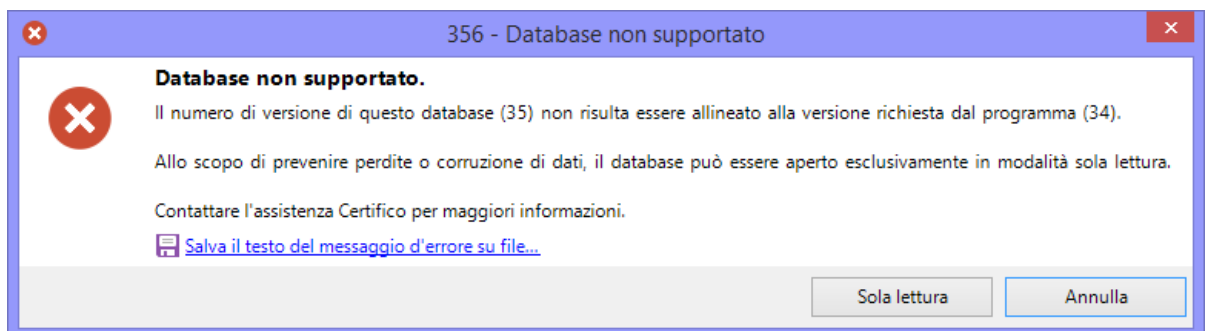 356 - Database non supportato
Database non supportato.
Il numero di versione di questo database (35) non risulta essere allineato alla versione richiesta dal programma (34).
Allo scopo di prevenire perdite o corruzione di dati, il database può essere aperto esclusivamente in modalità sola lettura.
Contattare l'assistenza Certifico per maggiori informazioni.
Salva il testo del messaggio d'errore su file...
Sola lettura
Annulla